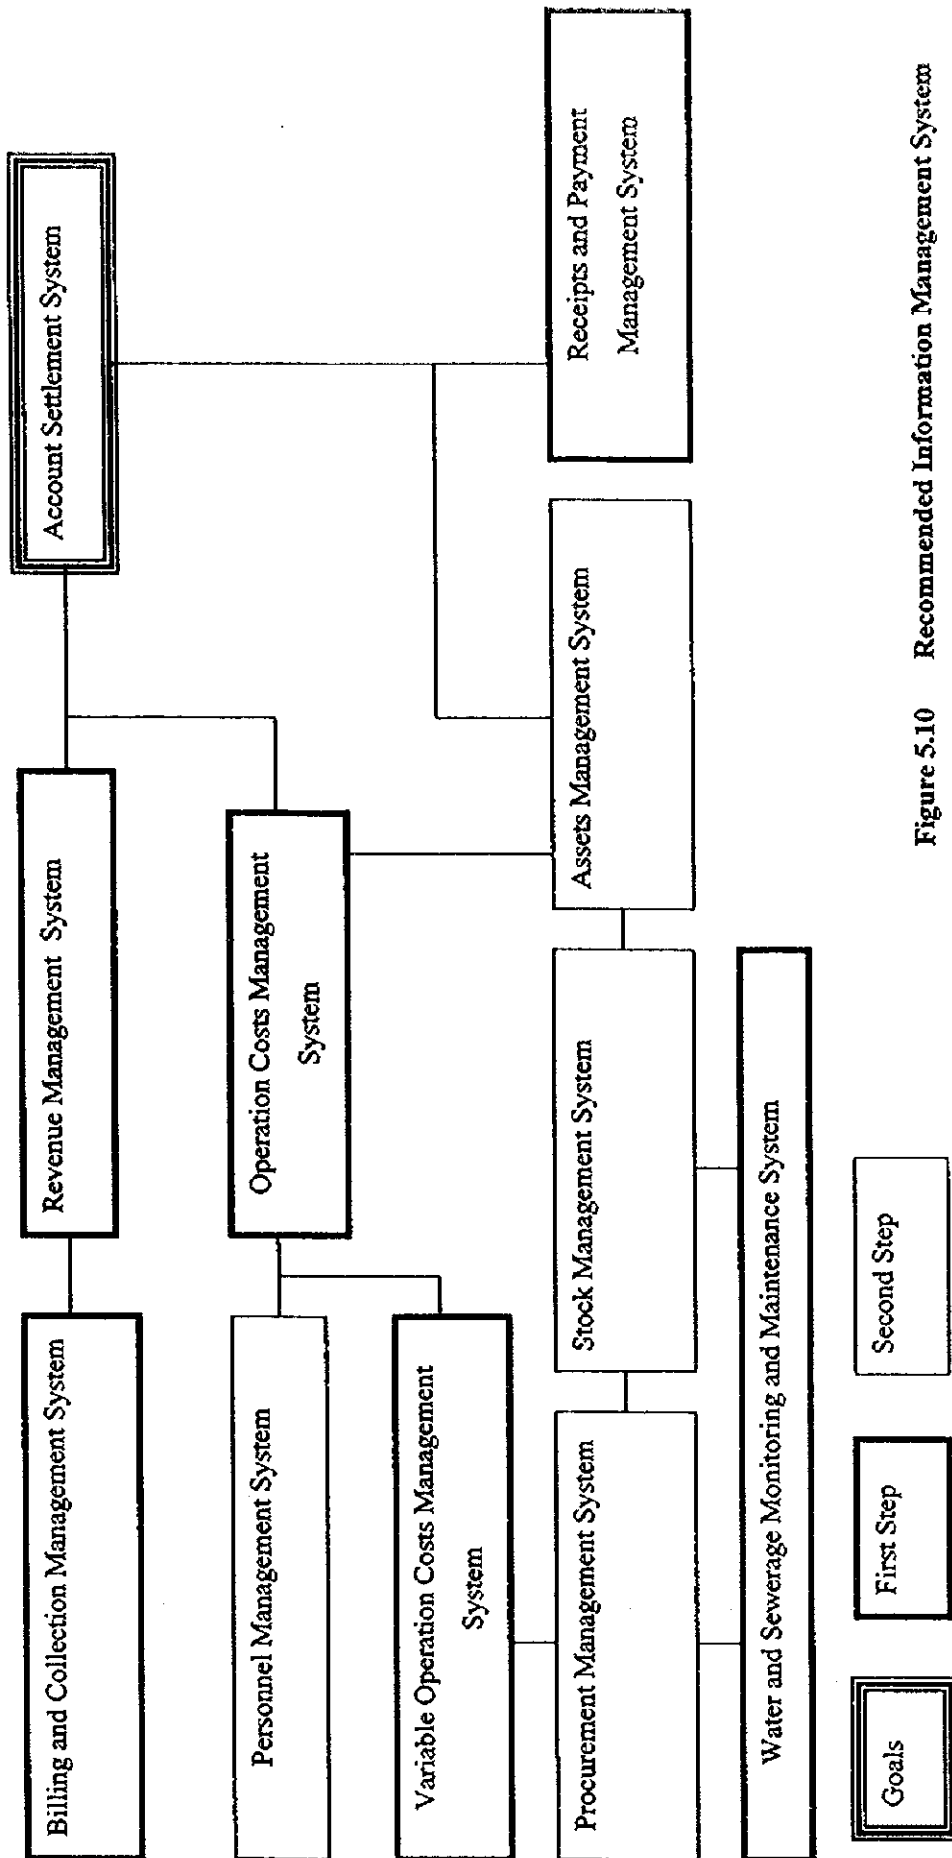 Billing and Collection Management System
Revenue Management System
Account Settlement System
Personnel Management System
Operation Costs Management
System
Variable Operation Costs Management
System
Procurement Management System
Stock Management System
Assets Management System
Receipts and Payment
Management System
Water and Sewerage Monitoring and Maintenance System
Goals
First Step
Second Step
Figure 5.10 Recommended Information Management System